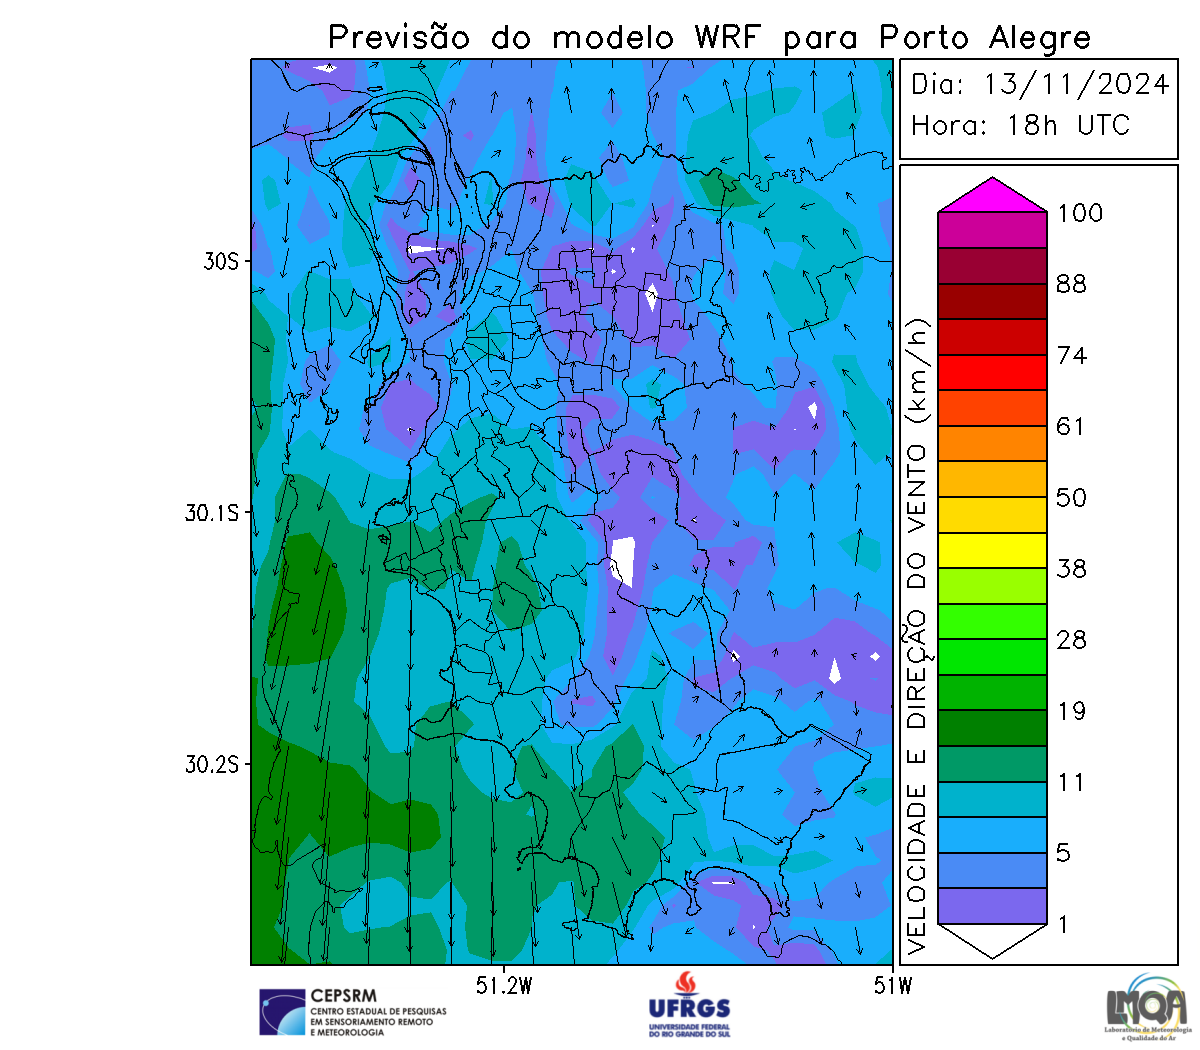 Previsão do modelo WRF para Porto Alegre
Dia: 13/11/2024
Hora: 18h UTC
100
88
74
61
50
38
28
19
11
5
1
VELOCIDADE E DIREÇÃO DO VENTO (km/h)
30S
30.1S
30.2S
51.2W
51W
CEPSRM
CENTRO ESTADUAL DE PESQUISAS
EM SENSORIAMENTO REMOTO
E METEOROLOGIA
UFRGS
UNIVERSIDADE FEDERAL
DO RIO GRANDE DO SUL
LMQA
Laboratório de Meteorologia
e Qualidade do Ar